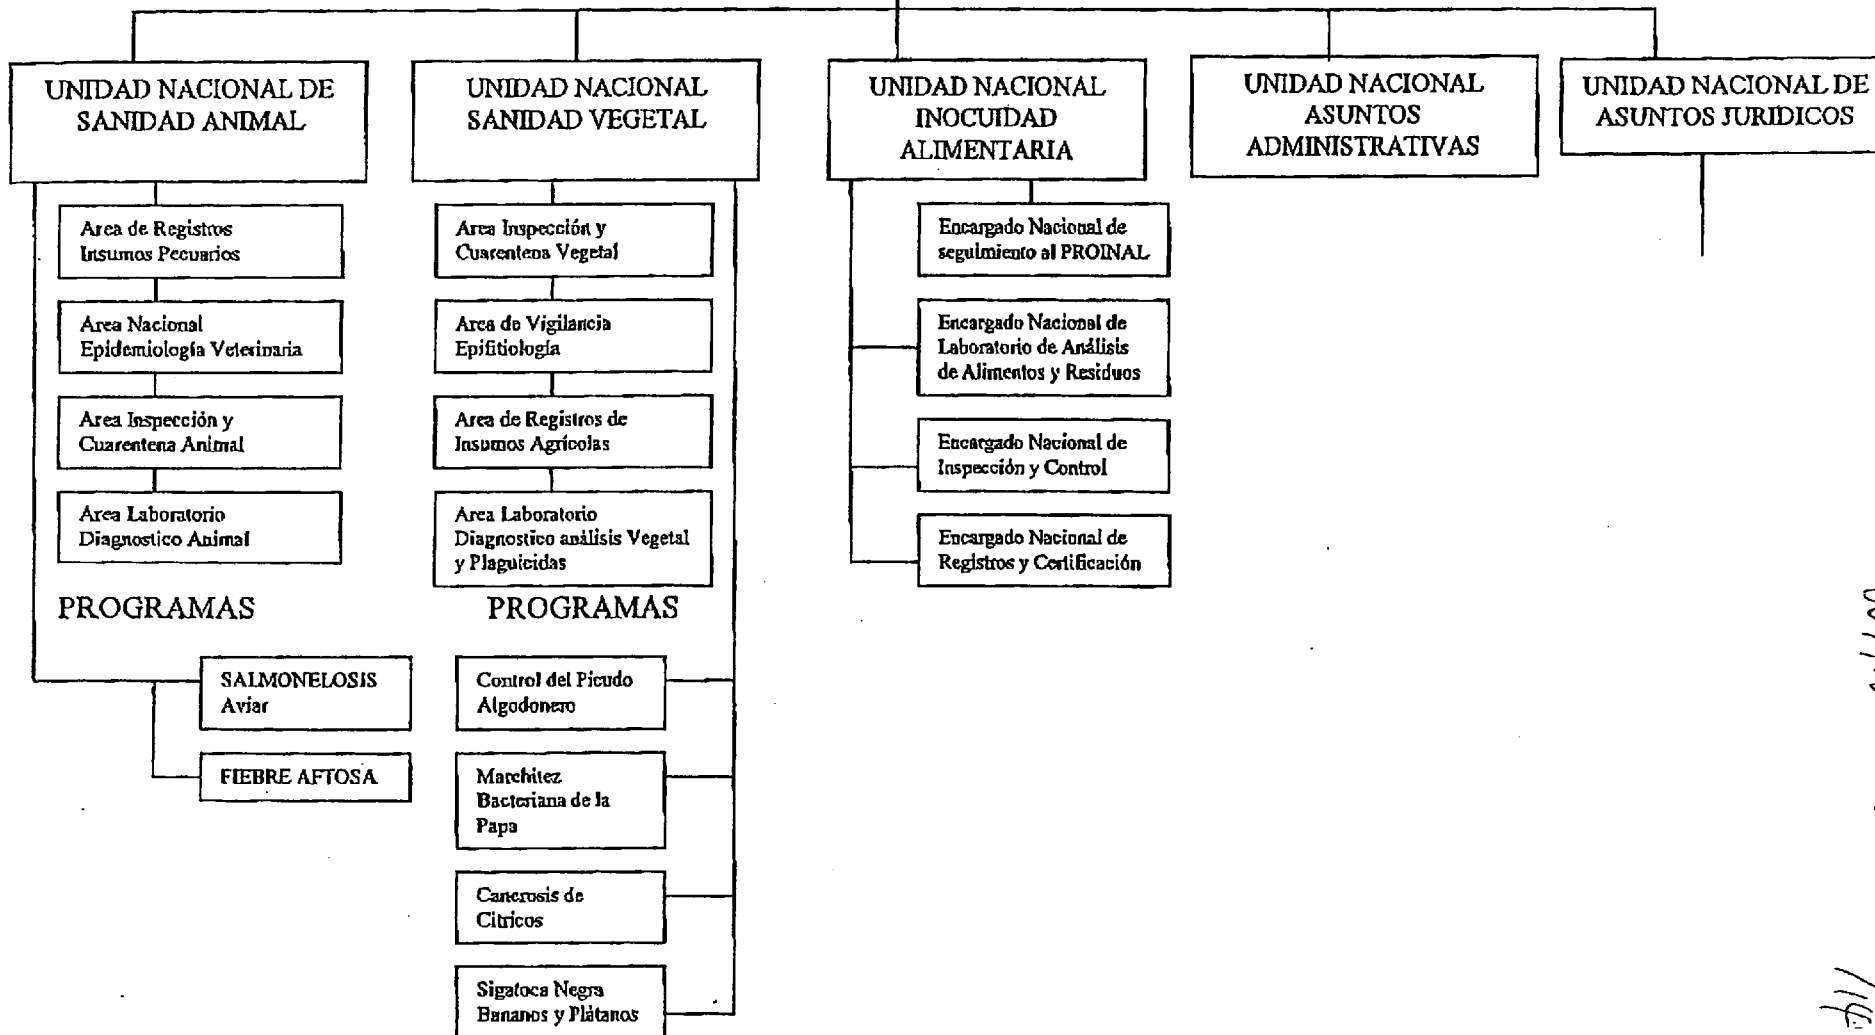 UNIDAD NACIONAL DE
SANIDAD ANIMAL
UNIDAD NACIONAL
SANIDAD VEGETAL
UNIDAD NACIONAL
INOCUIDAD
ALIMENTARIA
UNIDAD NACIONAL
ASUNTOS
ADMINISTRATIVAS
UNIDAD NACIONAL DE
ASUNTOS JURIDICOS
Area de Registros
Insumos Pecuarios
Area Nacional
Epidemiología Veterinaria
Area Inspección y
Cuarentena Animal
Area Laboratorio
Diagnostico Animal
PROGRAMAS
SALMONELOSIS
Aviar
FIEBRE AFTOSA
Area Inspección y
Cuarentena Vegetal
Area de Vigilancia
Epifitiología
Area de Registros de
Insumos Agrícolas
Area Laboratorio
Diagnostico análisis Vegetal
y Plaguicidas
PROGRAMAS
Control del Picudo
Algodonero
Marchitez
Bacteriana de la
Papa
Cancrosis de
Citricos
Sigatoca Negra
Bananos y Plátanos
Encargado Nacional de
seguimiento al PROINAL
Encargado Nacional de
Laboratorio de Análisis
de Alimentos y Residuos
Encargado Nacional de
Inspección y Control
Encargado Nacional de
Registros y Certificación